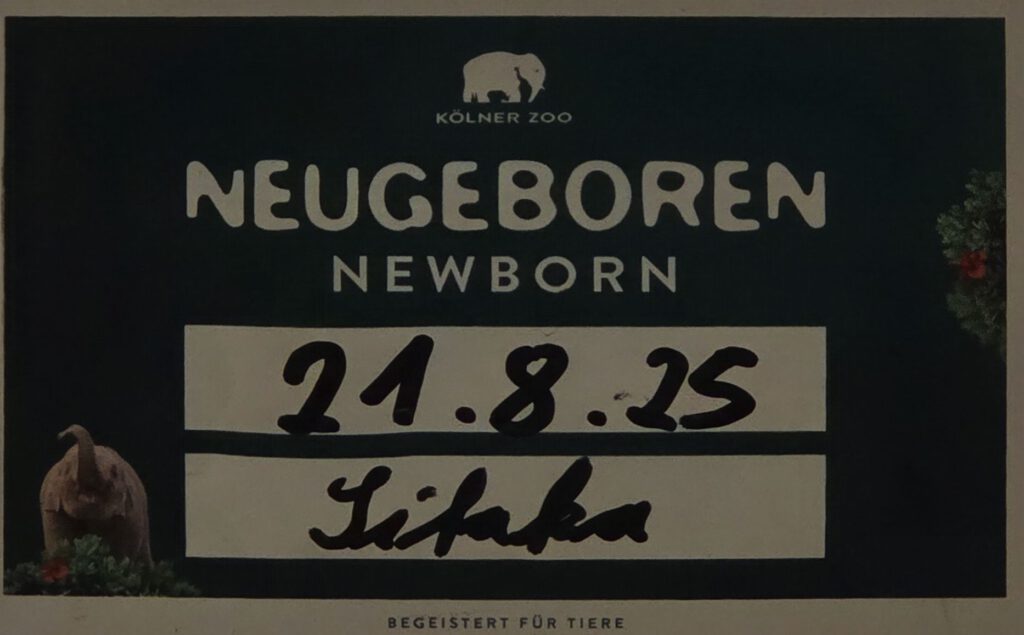 KÖLNER ZOO
NEUGEBOREN
NEWBORN
21.8.25
Sifaka
BEGEISTERT FÜR TIERE